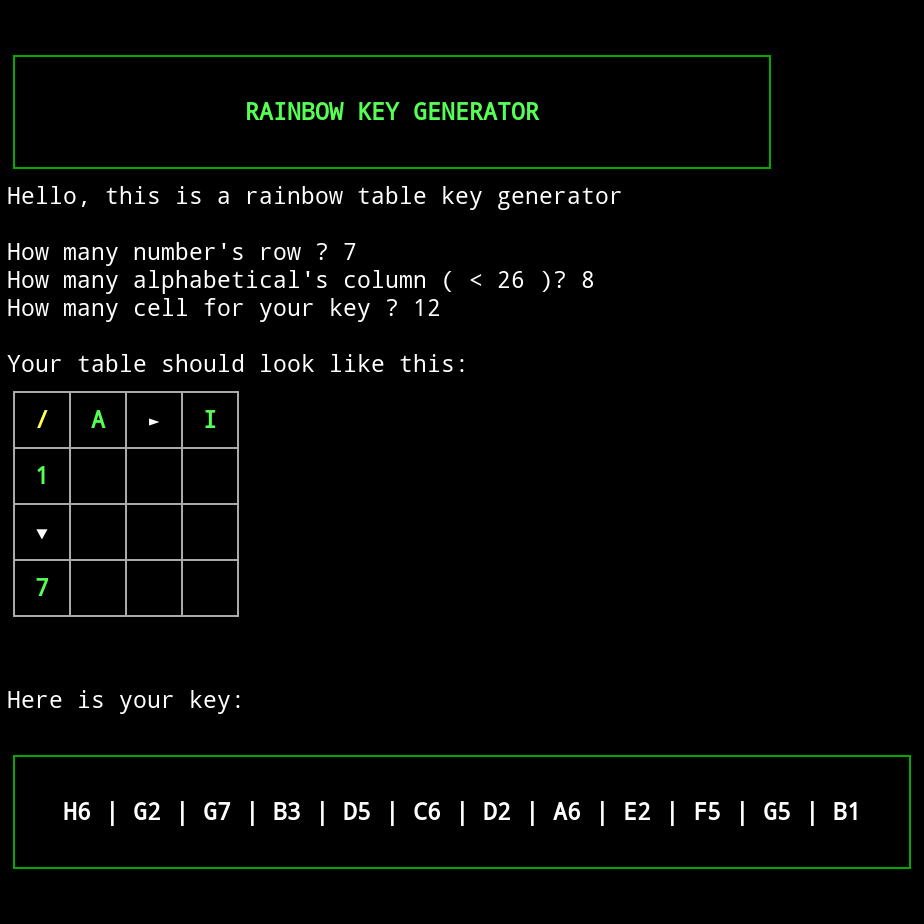 RAINBOW KEY GENERATOR
Hello, this is a rainbow table key generator
How many number's row ? 7
How many alphabetical's column ( < 26 )? 8
How many cell for your key ? 12
Your table should look like this:
/ A ► I
1
▼
7
Here is your key:
H6 | G2 | G7 | B3 | D5 | C6 | D2 | A6 | E2 | F5 | G5 | B1